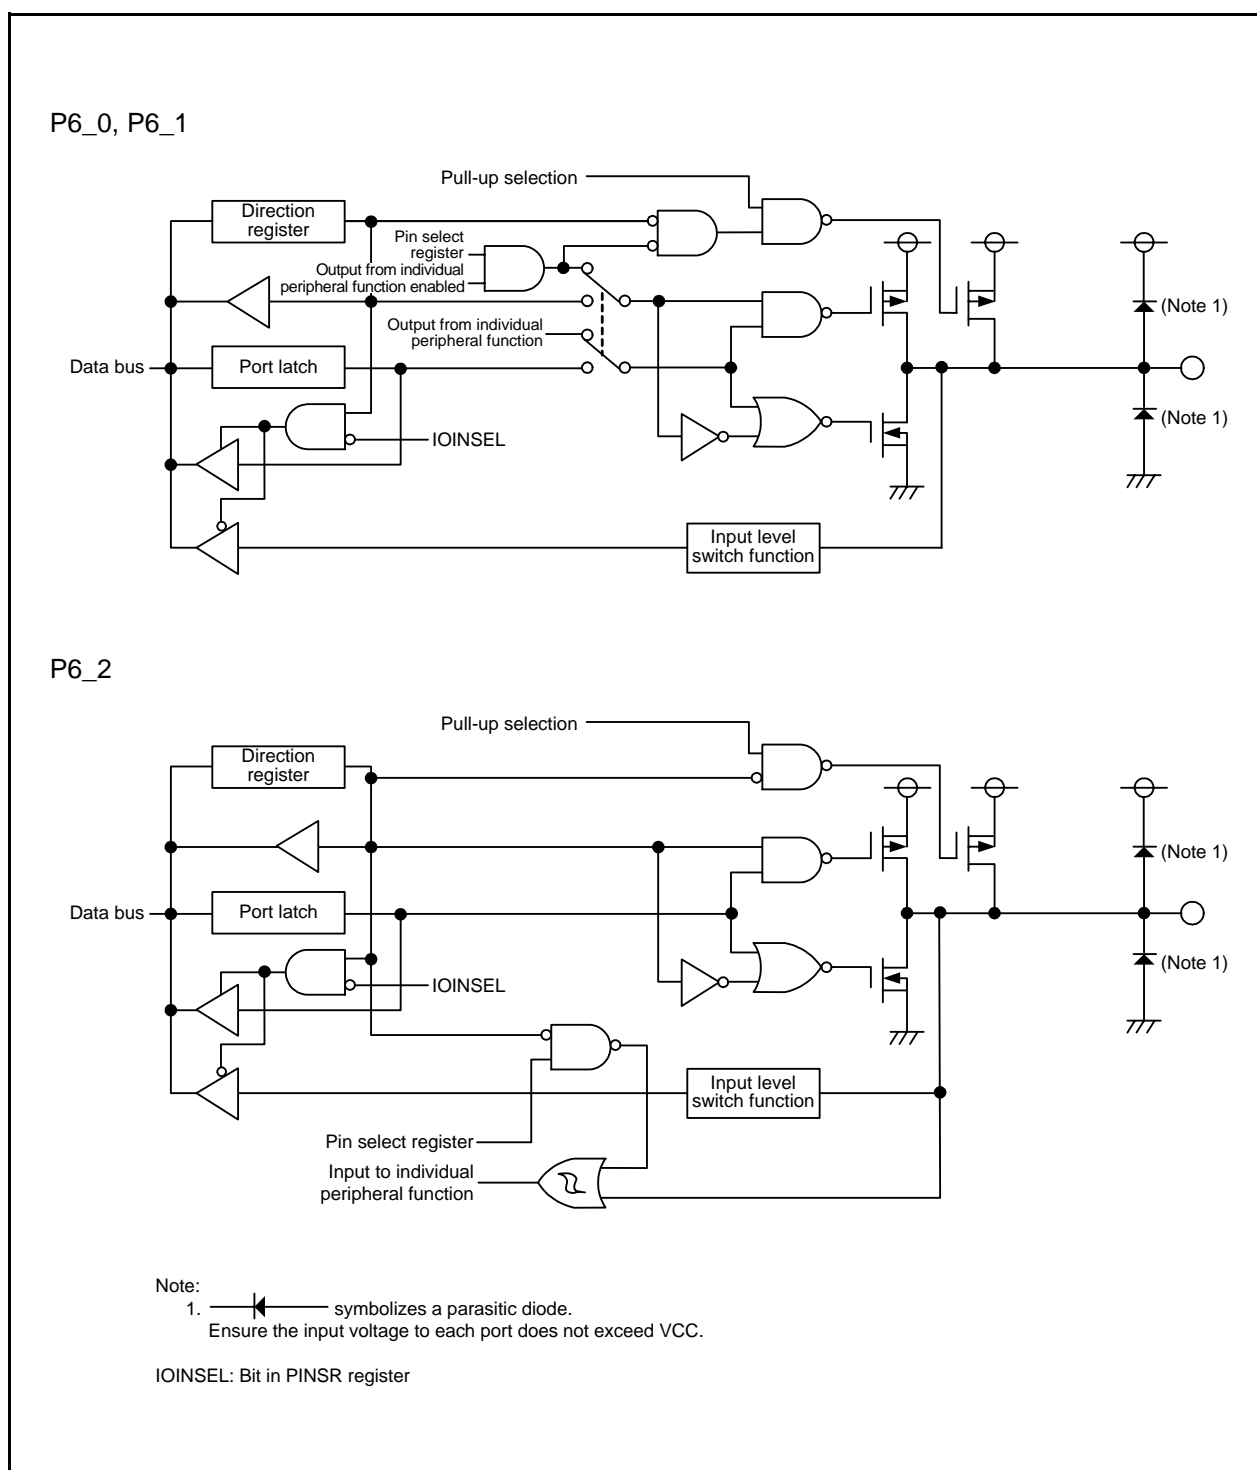 P6_0, P6_1
Pull-up selection
Direction
register
Pin select
register
Output from individual
peripheral function enabled
(Note 1)
Output from individual
peripheral function
Data bus
Port latch
(Note 1)
IOINSEL
Input level
switch function
P6_2
Pull-up selection
Direction
register
(Note 1)
Data bus
Port latch
(Note 1)
IOINSEL
Input level
switch function
Pin select register
Input to individual
peripheral function
Note:
1. symbolizes a parasitic diode.
Ensure the input voltage to each port does not exceed VCC.
IOINSEL: Bit in PINSR register